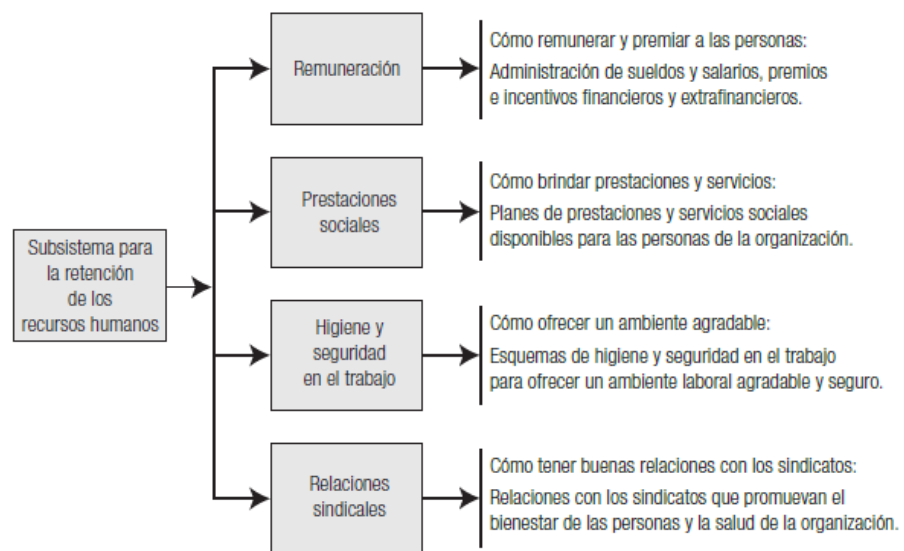 Subsistema para
la retención
de los
recursos humanos
Remuneración
Cómo remunerar y premiar a las personas:
Administración de sueldos y salarios, premios
e incentivos financieros y extrafinancieros.
Prestaciones
sociales
Cómo brindar prestaciones y servicios:
Planes de prestaciones y servicios sociales
disponibles para las personas de la organización.
Higiene y
seguridad
en el trabajo
Cómo ofrecer un ambiente agradable:
Esquemas de higiene y seguridad en el trabajo
para ofrecer un ambiente laboral agradable y seguro.
Relaciones
sindicales
Cómo tener buenas relaciones con los sindicatos:
Relaciones con los sindicatos que promuevan el
bienestar de las personas y la salud de la organización.